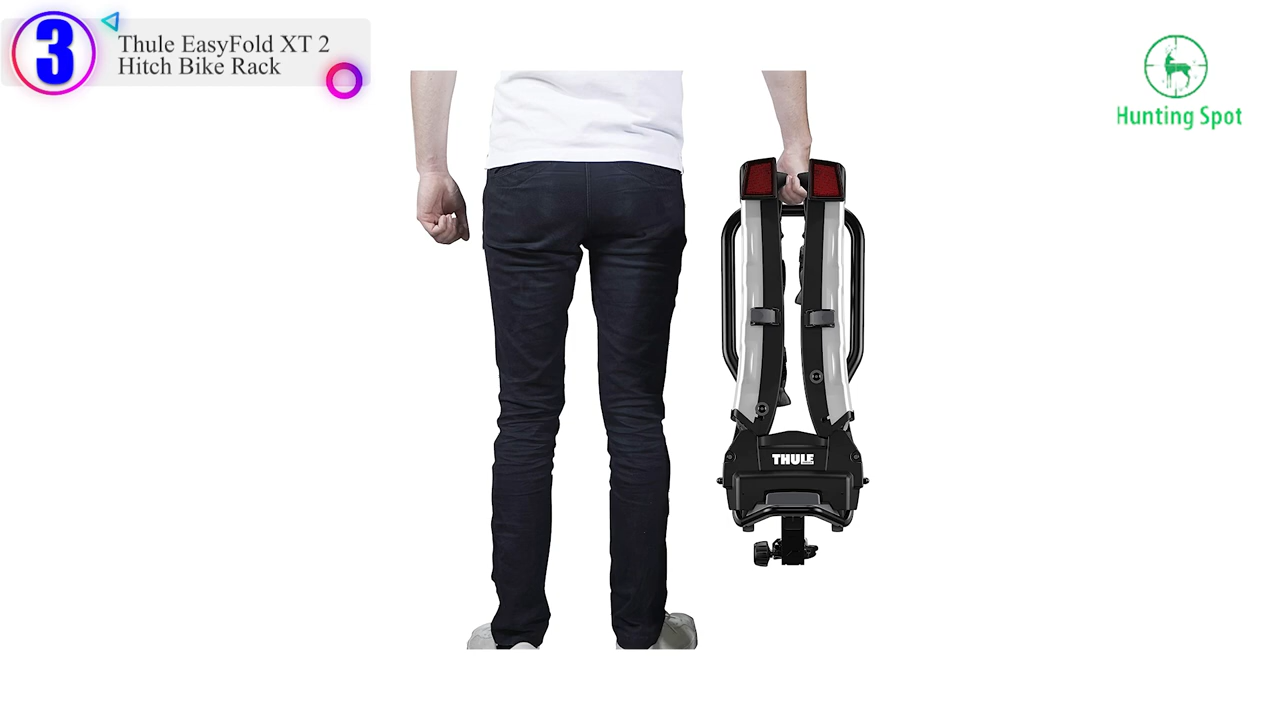 3
Thule EasyFold XT 2
Hitch Bike Rack
Hunting Spot
THULE